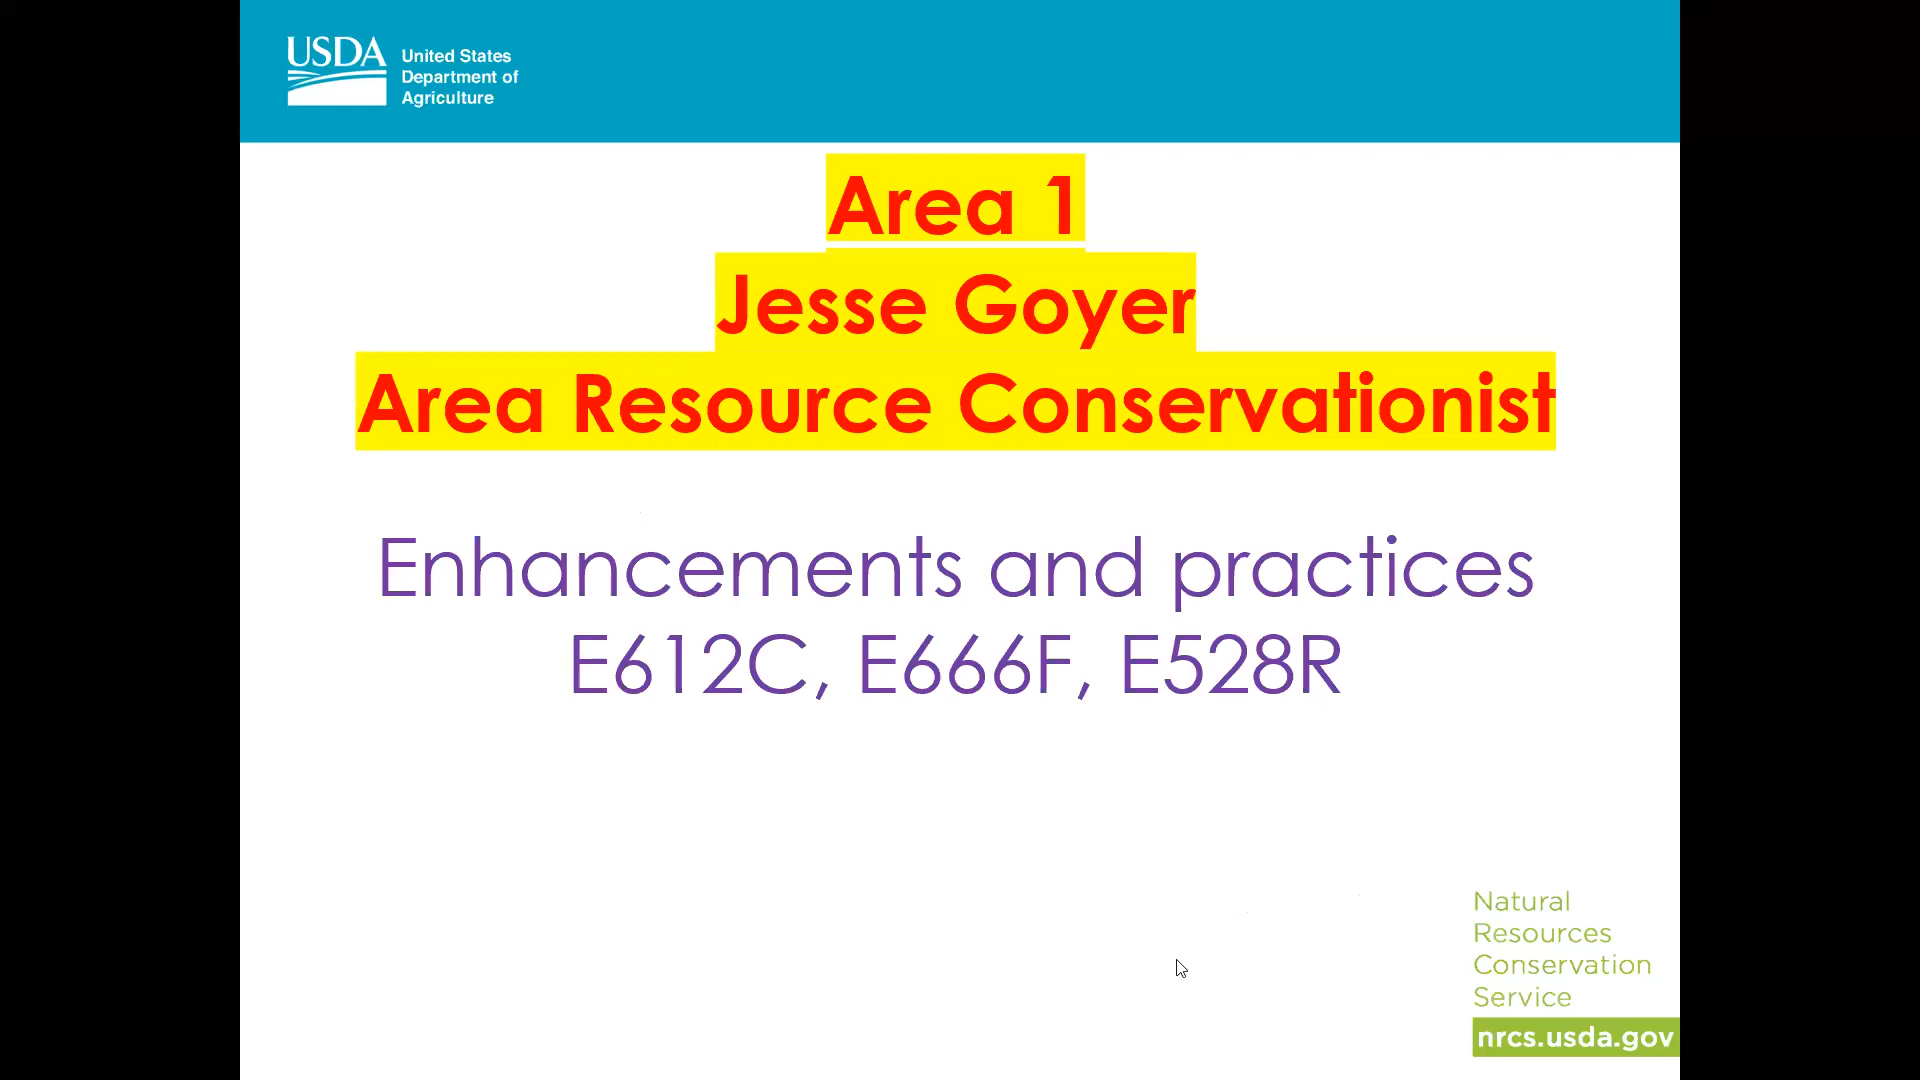 USDA
United States
Department of
Agriculture
Area 1
Jesse Goyer
Area Resource Conservationist
Enhancements and practices
E612C, E666F, E528R
Natural
Resources
Conservation
Service
nrcs.usda.gov